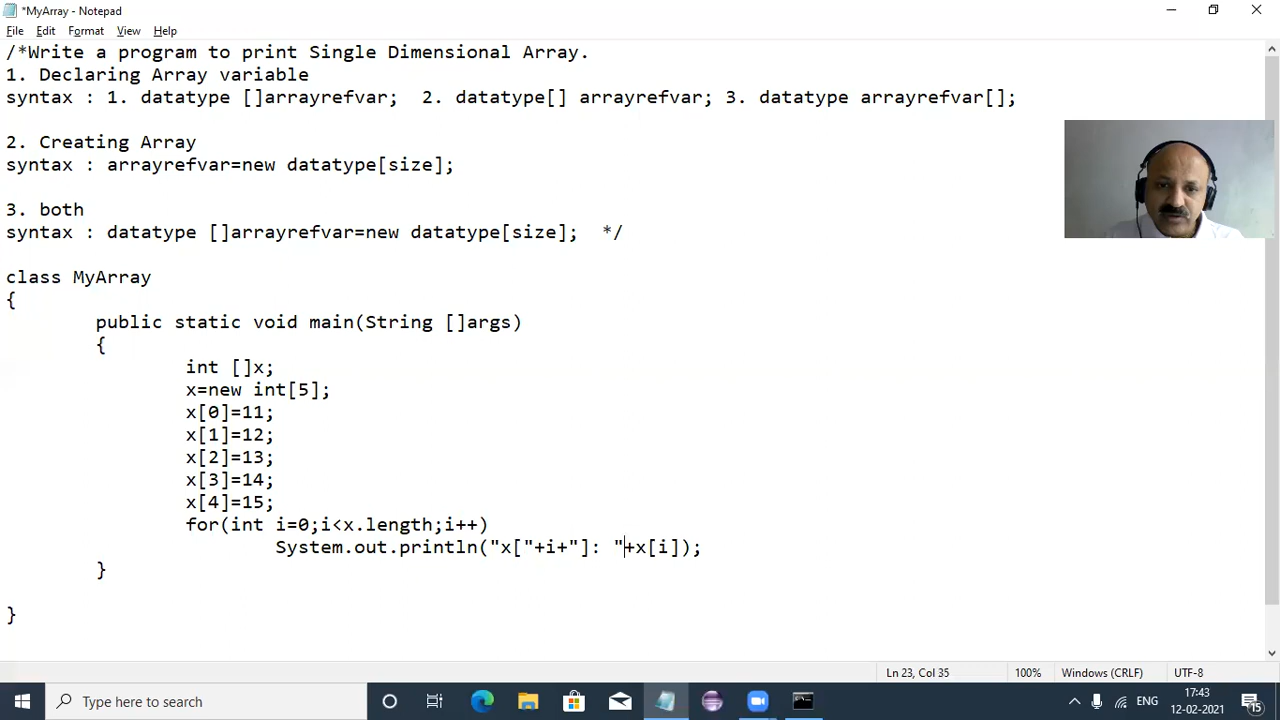 *MyArray - Notepad
File Edit Format View Help
/*Write a program to print Single Dimensional Array.
1. Declaring Array variable
syntax : 1. datatype []arrayrefvar;  2. datatype[] arrayrefvar; 3. datatype arrayrefvar[];
2. Creating Array
syntax : arrayrefvar=new datatype[size];
3. both
syntax : datatype []arrayrefvar=new datatype[size];  */
class MyArray
{
public static void main(String []args)
{
int []x;
x=new int[5];
x[0]=11;
x[1]=12;
x[2]=13;
x[3]=14;
x[4]=15;
for(int i=0;i<x.length;i++)
System.out.println("x["+i+"]: "+x[i]);
}
}
Ln 23, Col 35 100% Windows (CRLF) UTF-8
Type here to search
ENG
17:43
12-02-2021
15